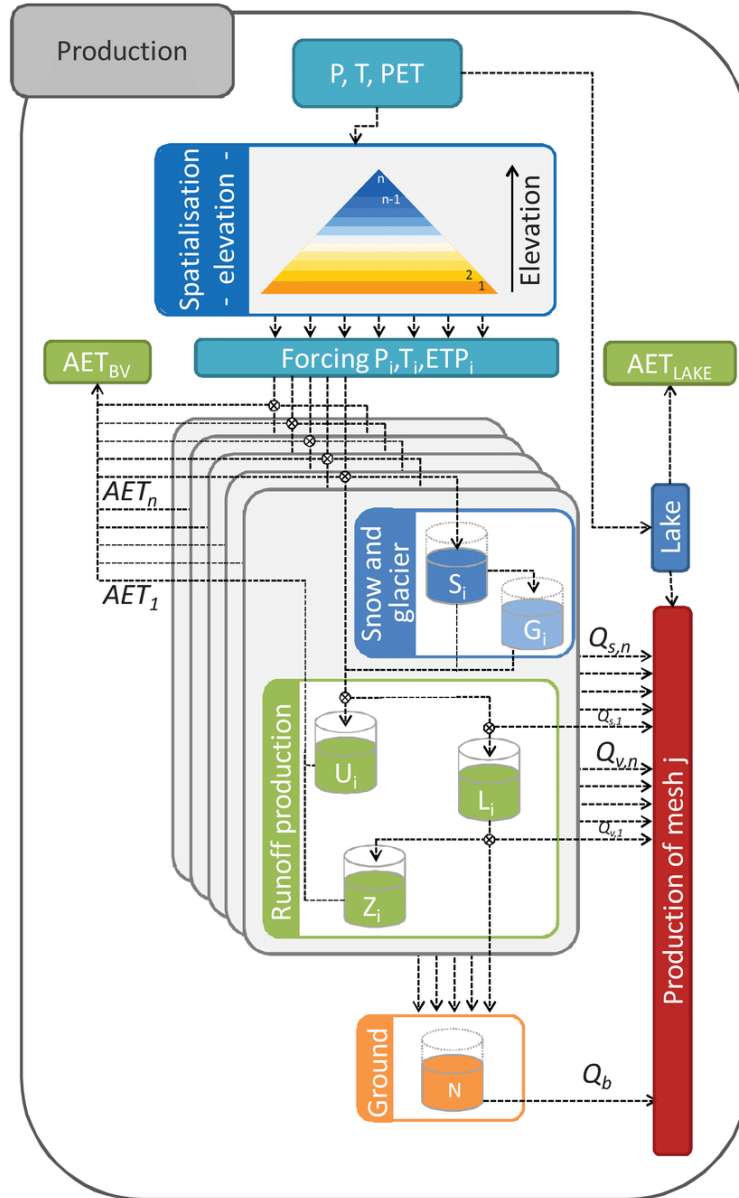 Production
P, T, PET
Spatialisation
- elevation -
n
n-1
2
1
Elevation
AET_BV
Forcing P_i,T_i,ETP_i
AET_LAKE
AET_n
AET_1
Snow and
glacier
S_i
G_i
Lake
Q_s,n
Q_s,1
Q_v,n
Q_v,1
Runoff production
U_i
L_i
Z_i
Production of mesh j
Ground
N
Q_b